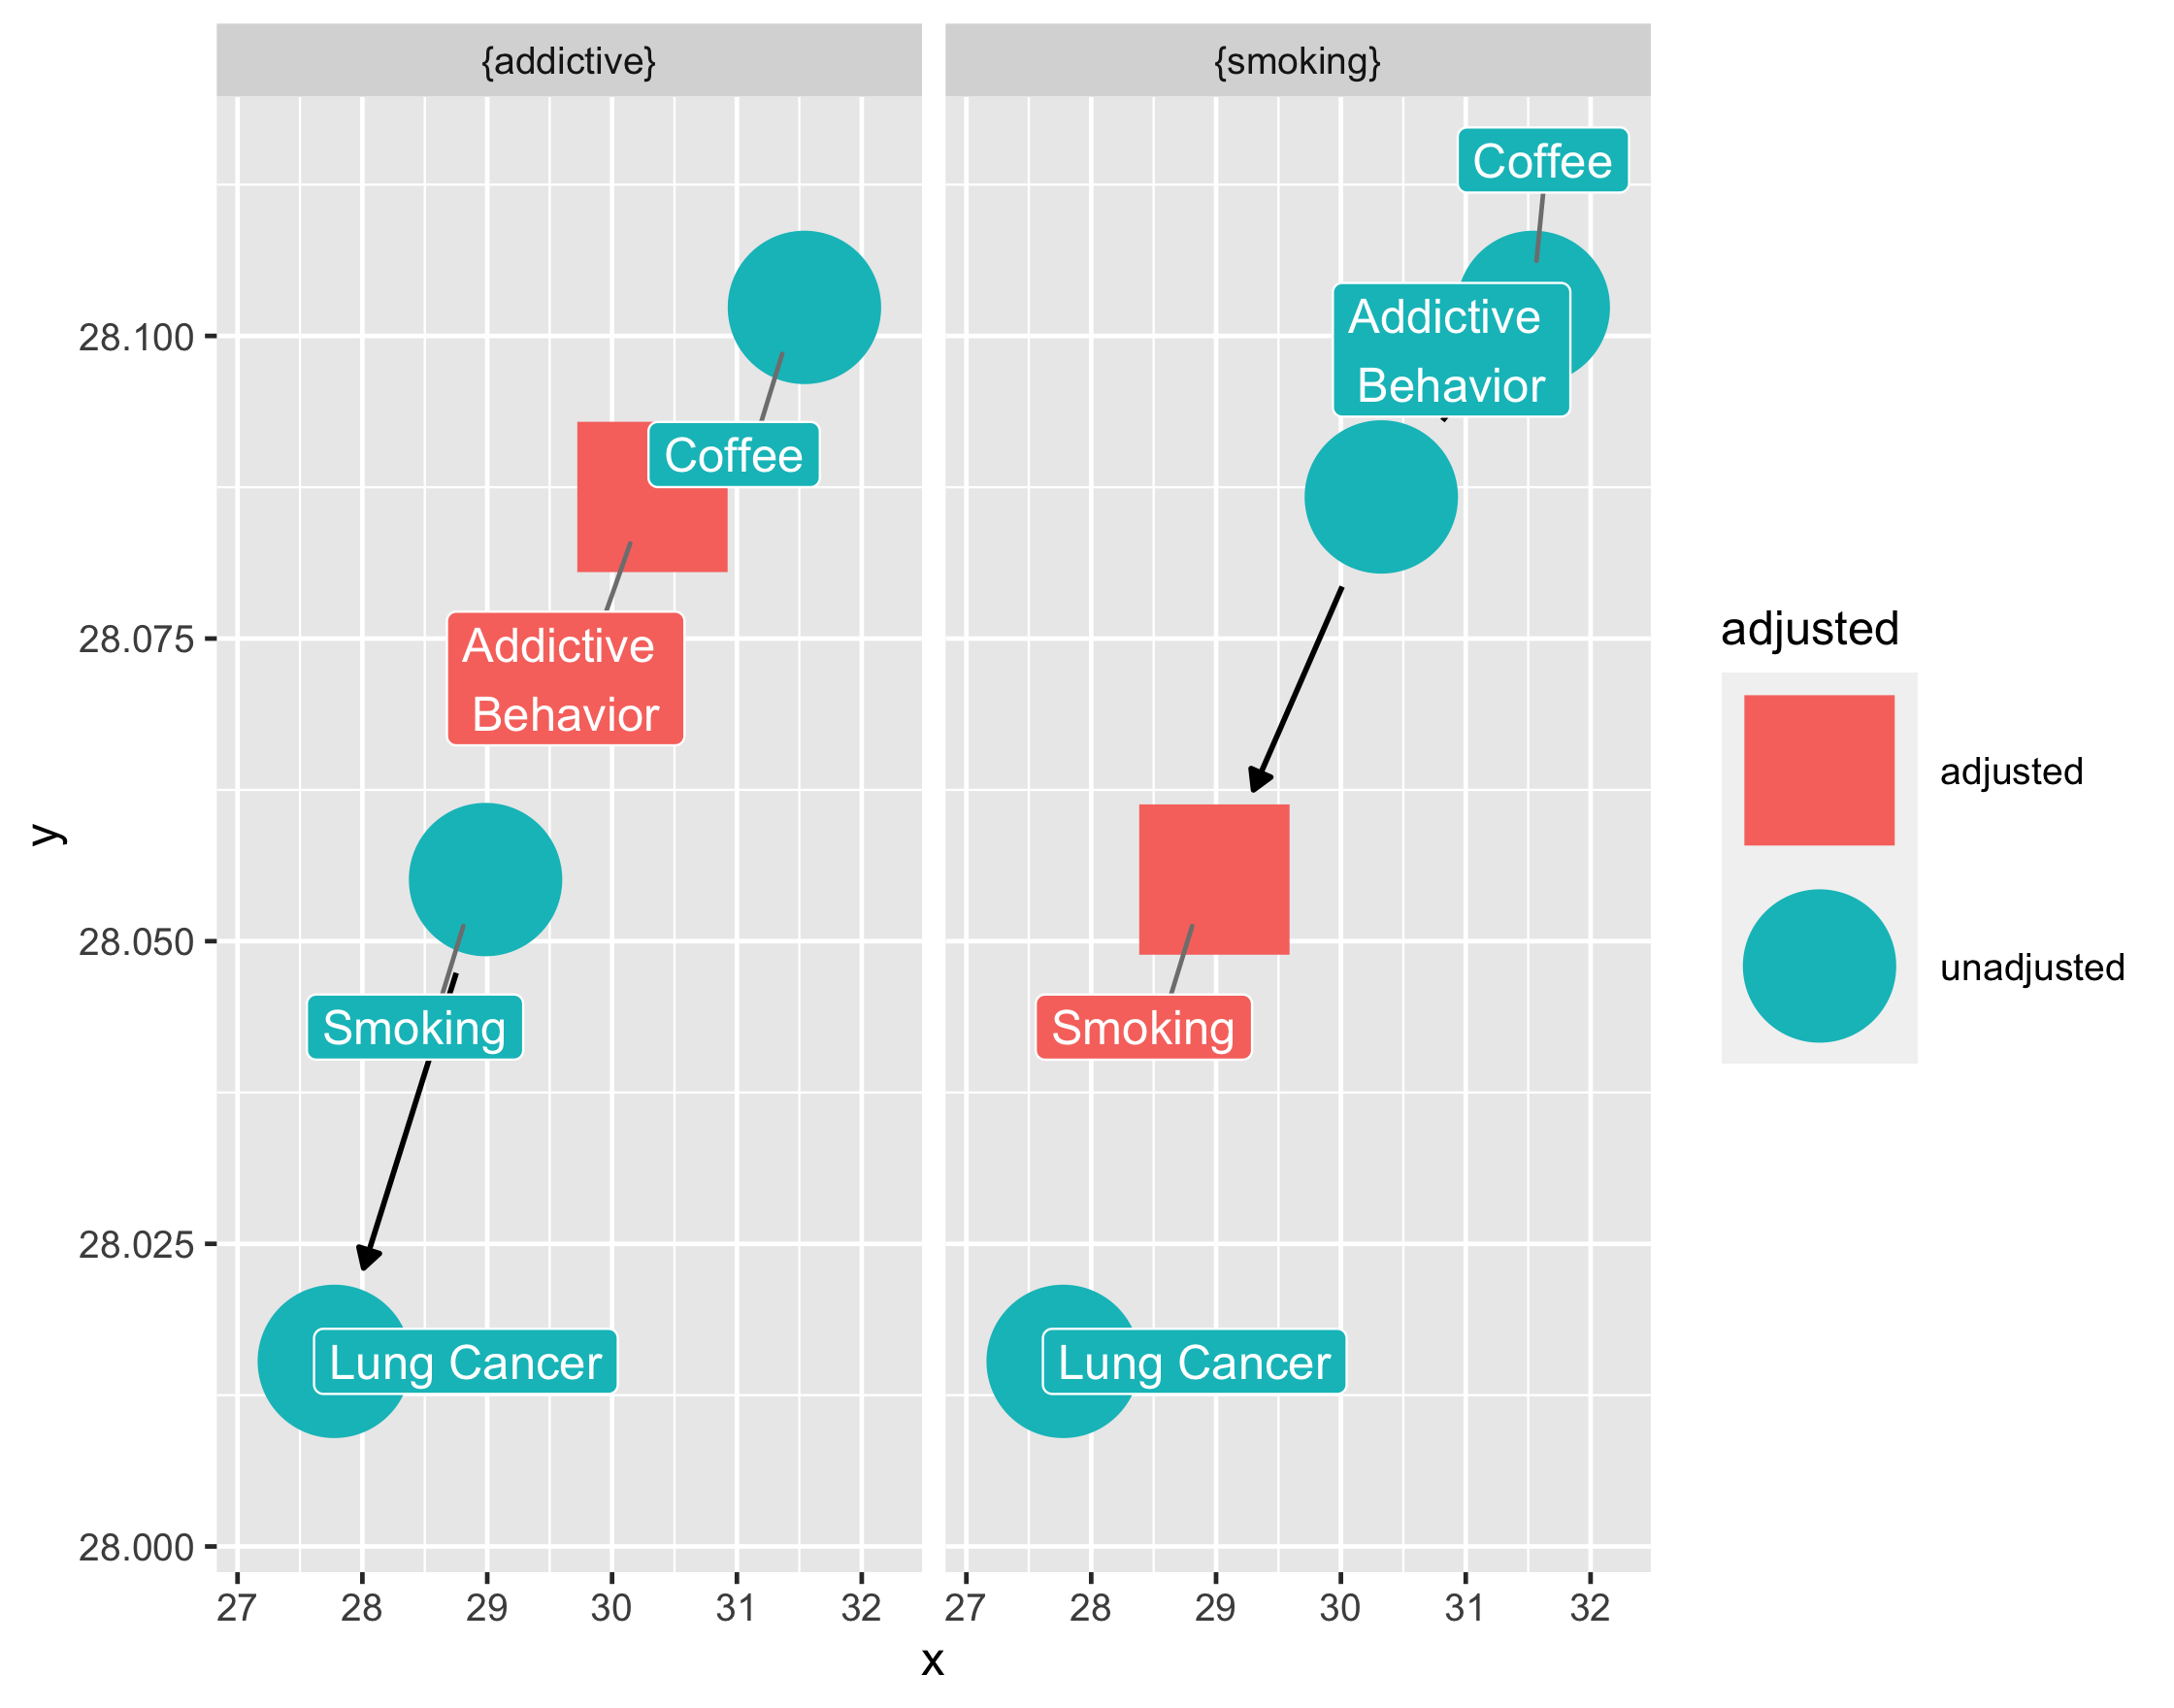 {addictive}
{smoking}
Coffee
Addictive
Behavior
Coffee
Addictive
Behavior
Smoking
Smoking
Lung Cancer
Lung Cancer
28.100
28.075
28.050
28.025
28.000
y
27 28 29 30 31 32
27 28 29 30 31 32
x
adjusted
adjusted
unadjusted